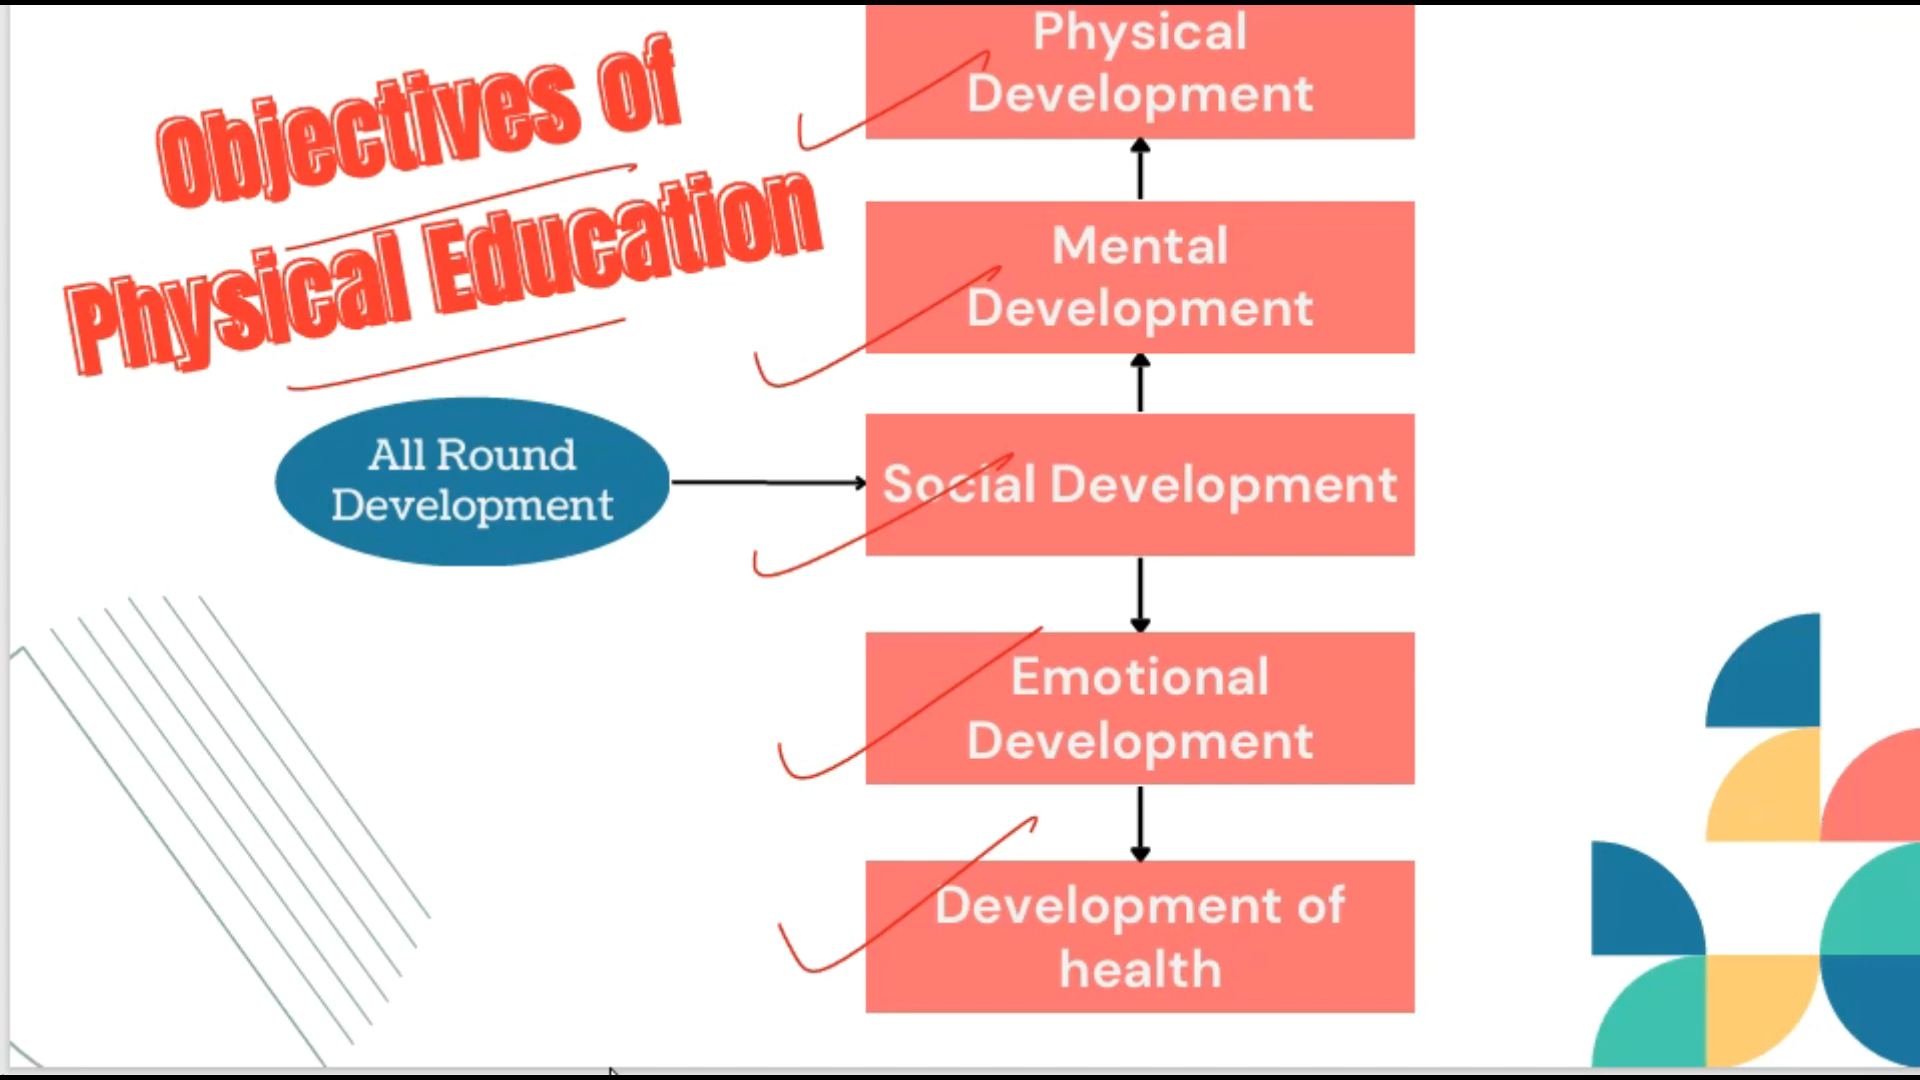 Objectives of
Physical Education
All Round
Development
Physical
Development
Mental
Development
Social Development
Emotional
Development
Development of
health